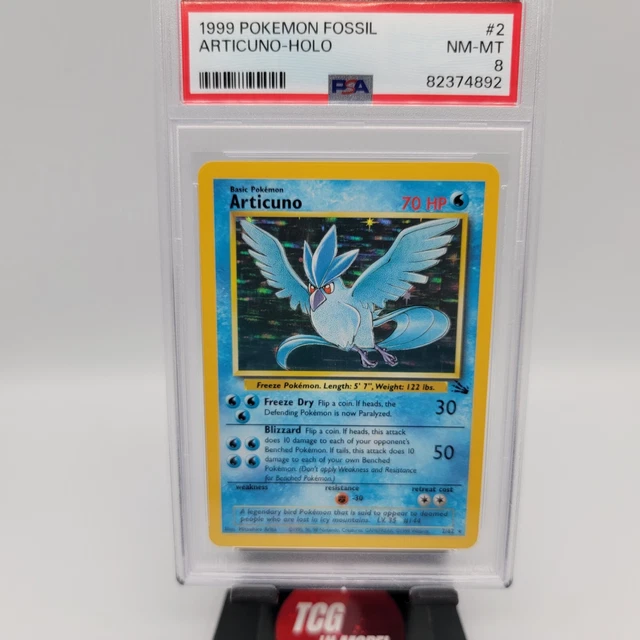 1999 POKEMON FOSSIL #2
ARTICUNO-HOLO NM-MT
8
PSA 82374892
Basic Pokémon
Articuno 70 HP
Freeze Pokémon. Length: 5' 7", Weight: 122 lbs.
Freeze Dry Flip a coin. If heads, the
Defending Pokémon is now Paralyzed.
30
Blizzard Flip a coin. If heads, this attack
does 10 damage to each of your opponent's
Benched Pokémon. If tails, this attack does 10
damage to each of your own Benched
Pokémon (Don't apply Weakness and Resistance
for Benched Pokémon.)
50
weakness resistance retreat cost
-30
A legendary bird Pokémon that is said to appear to doomed
people who are lost in icy mountains. LV. 35 #144
TCG